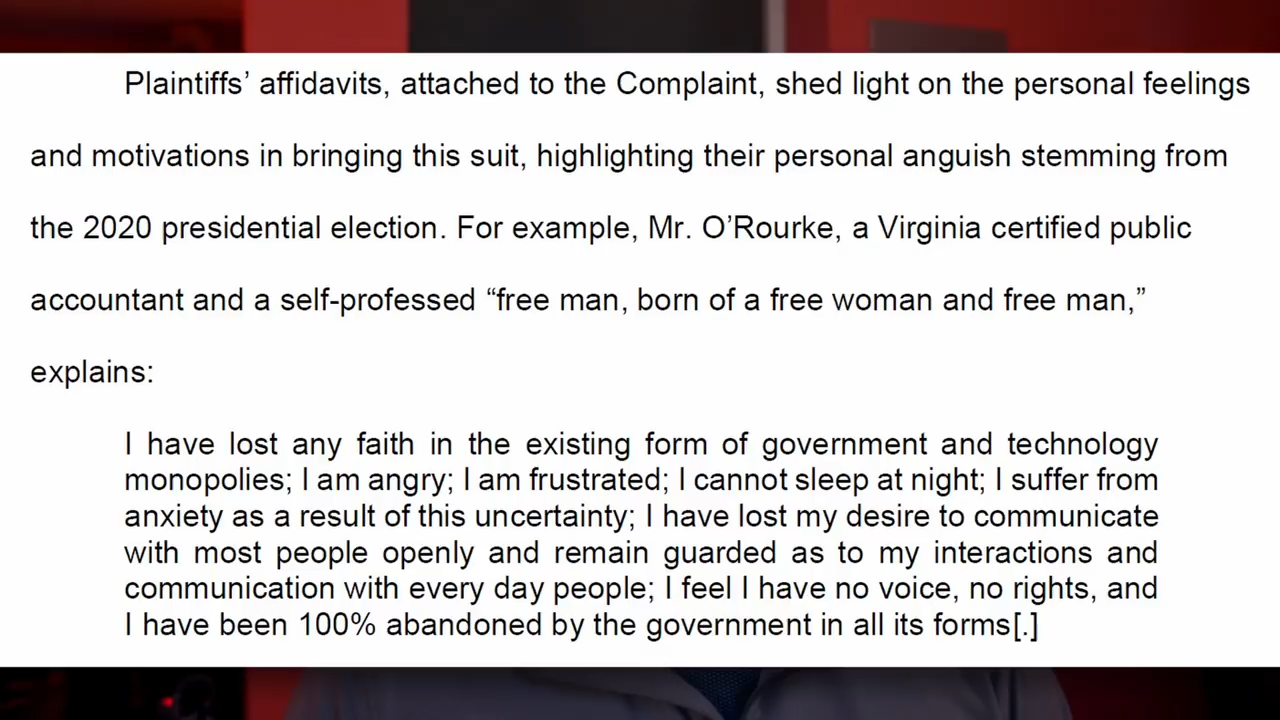 Plaintiffs’ affidavits, attached to the Complaint, shed light on the personal feelings
and motivations in bringing this suit, highlighting their personal anguish stemming from
the 2020 presidential election. For example, Mr. O’Rourke, a Virginia certified public
accountant and a self-professed “free man, born of a free woman and free man,”
explains:
I have lost any faith in the existing form of government and technology
monopolies; I am angry; I am frustrated; I cannot sleep at night; I suffer from
anxiety as a result of this uncertainty; I have lost my desire to communicate
with most people openly and remain guarded as to my interactions and
communication with every day people; I feel I have no voice, no rights, and
I have been 100% abandoned by the government in all its forms[.]